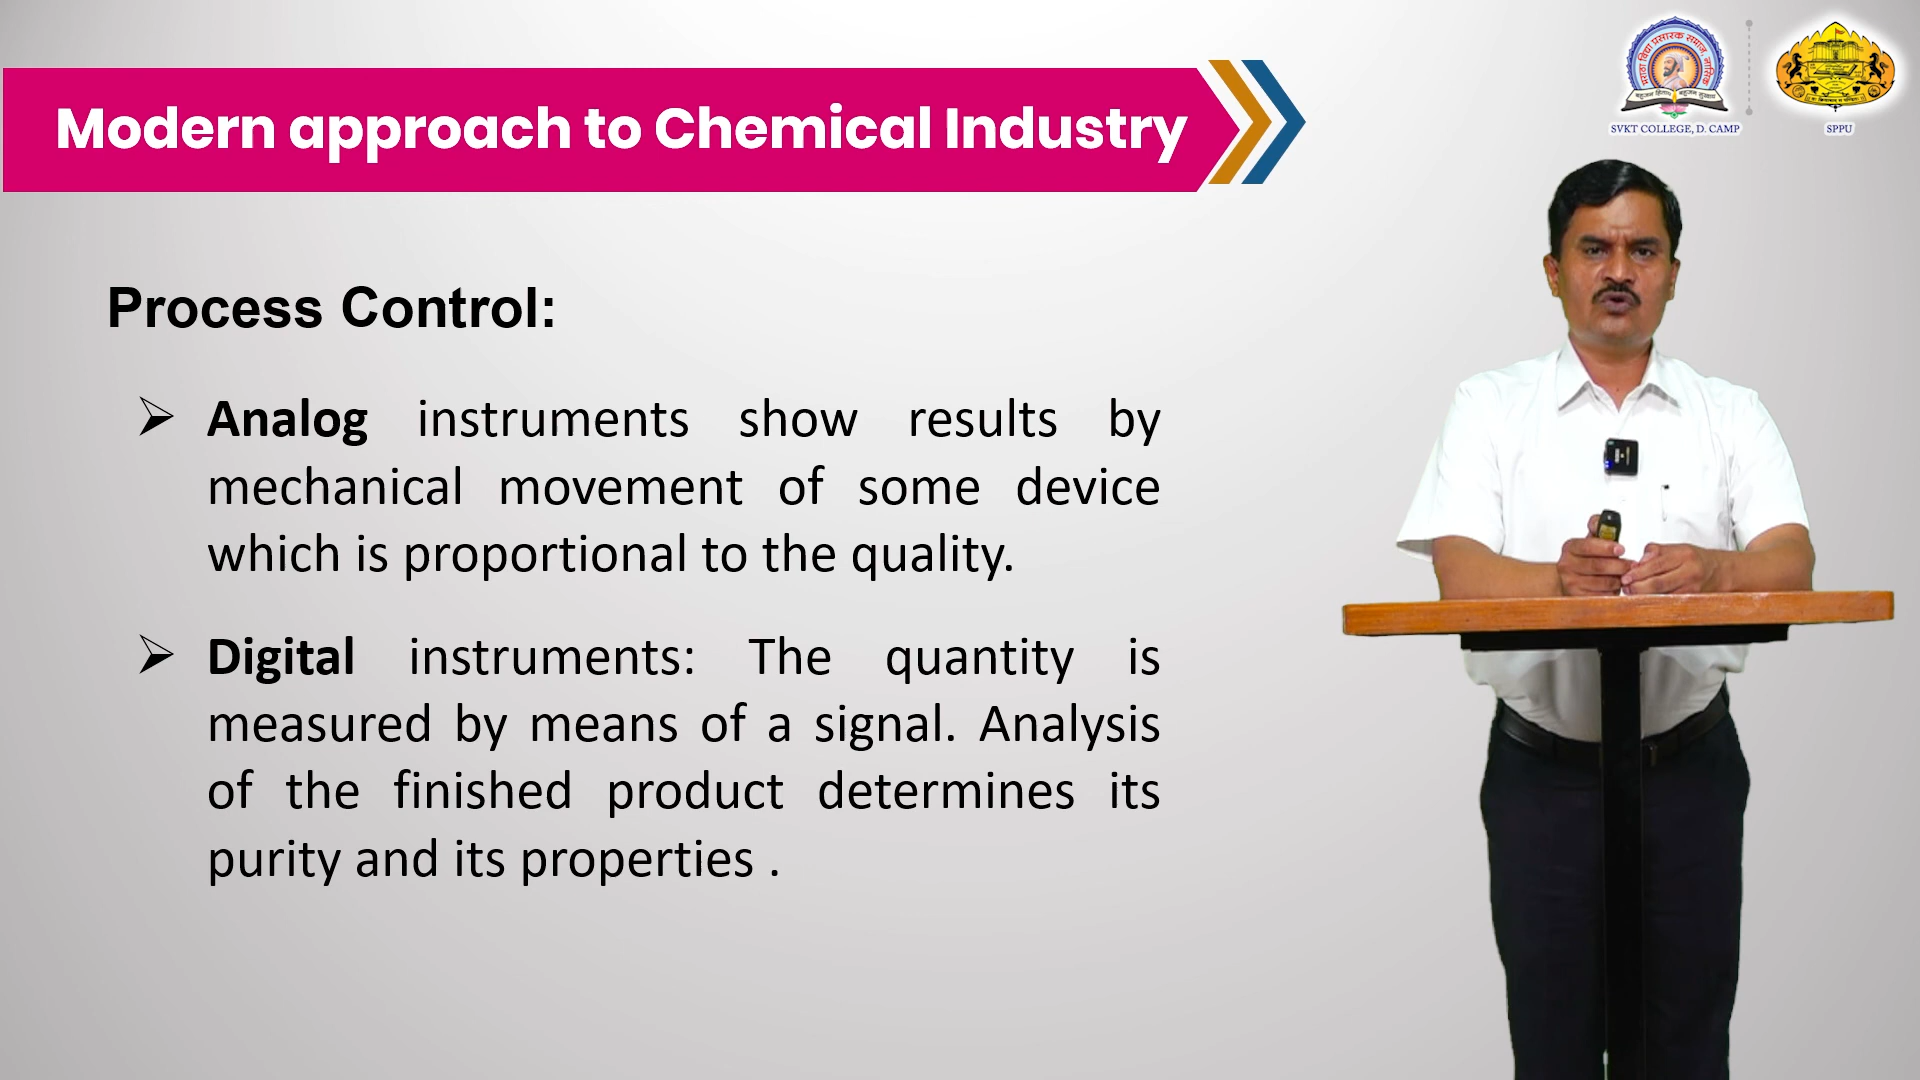 Modern approach to Chemical Industry
SVKT COLLEGE, D. CAMP
SPPU
Process Control:
Analog instruments show results by
mechanical movement of some device
which is proportional to the quality.
Digital instruments: The quantity is
measured by means of a signal. Analysis
of the finished product determines its
purity and its properties .